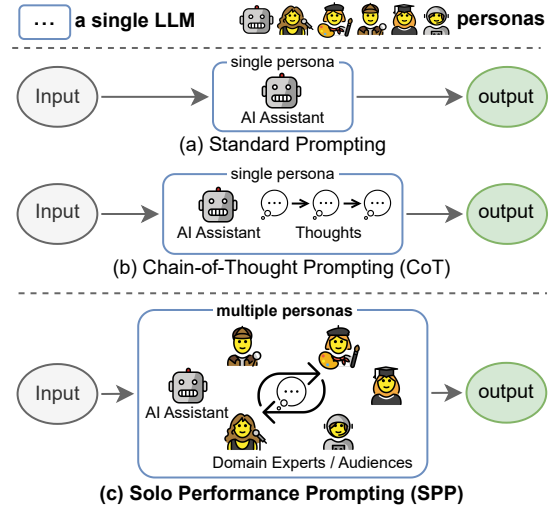 ... a single LLM
personas
single persona
Input
AI Assistant
output
(a) Standard Prompting
single persona
Input
AI Assistant
Thoughts
output
(b) Chain-of-Thought Prompting (CoT)
multiple personas
Input
AI Assistant
output
Domain Experts / Audiences
(c) Solo Performance Prompting (SPP)